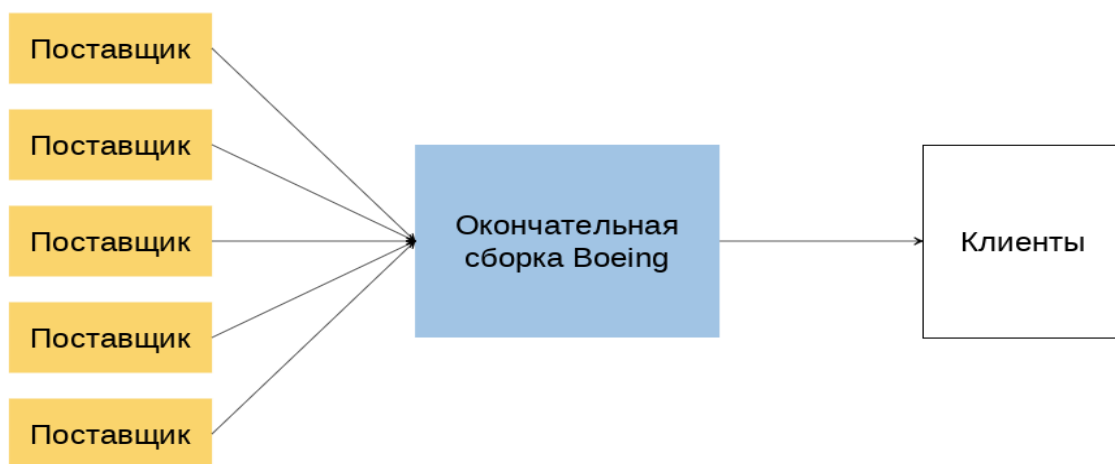 Поставщик
Поставщик
Поставщик
Поставщик
Поставщик
Окончательная
сборка Boeing
Клиенты